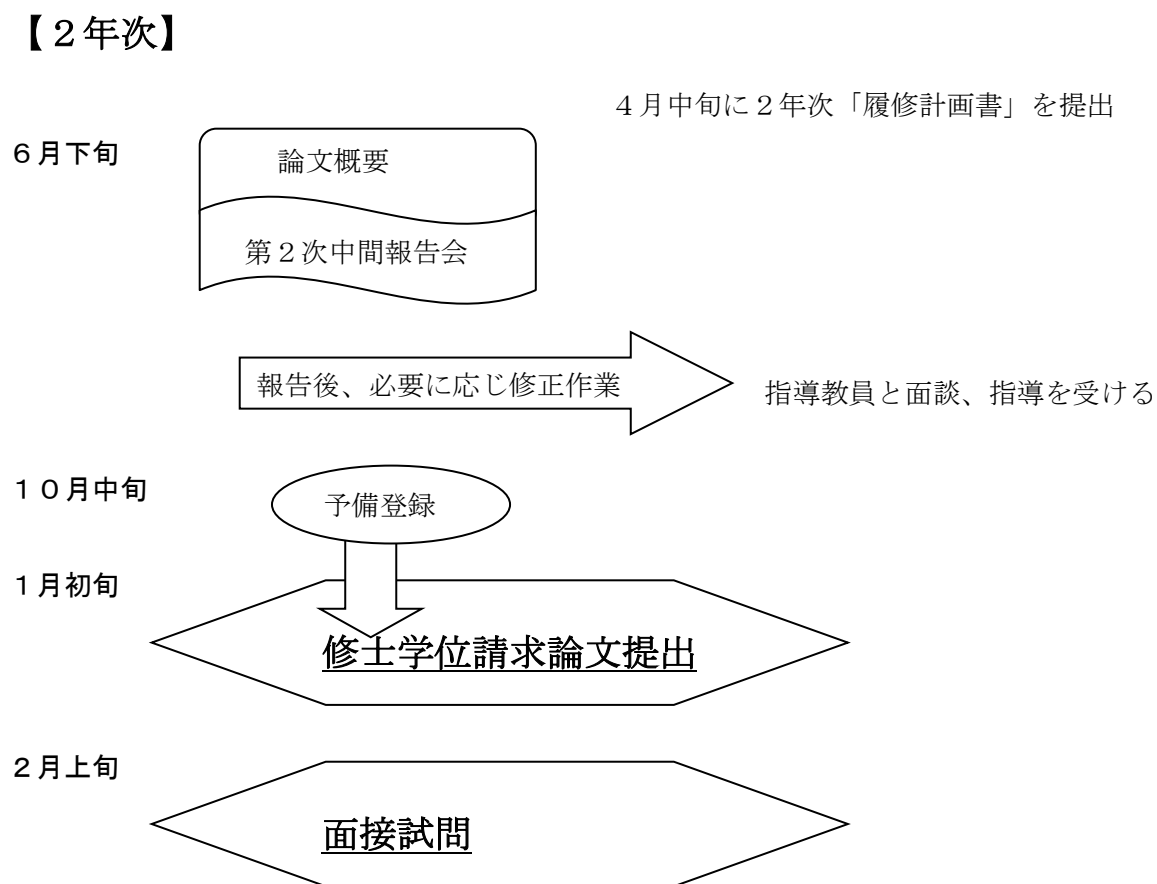 【２年次】
４月中旬に２年次「履修計画書」を提出
６月下旬
論文概要
第２次中間報告会
報告後、必要に応じ修正作業
指導教員と面談、指導を受ける
１０月中旬
予備登録
１月初旬
修士学位請求論文提出
２月上旬
面接試問